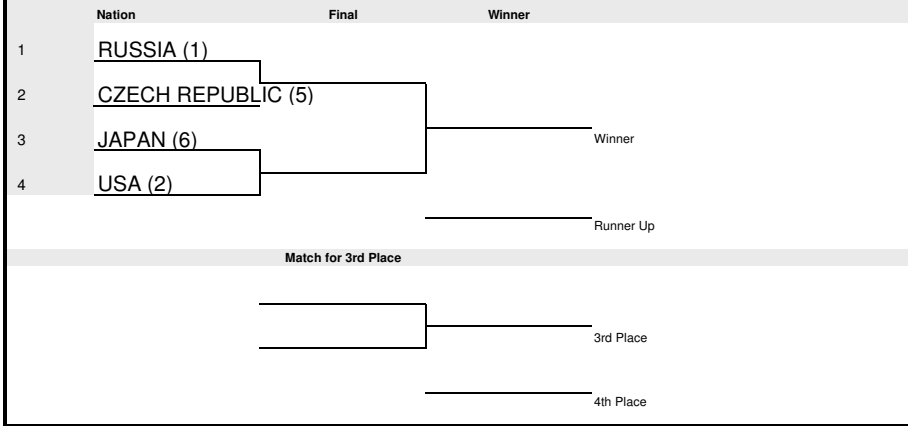 Nation Final Winner
1 RUSSIA (1)
2 CZECH REPUBLIC (5)
3 JAPAN (6)
Winner
4 USA (2)
Runner Up
Match for 3rd Place
3rd Place
4th Place